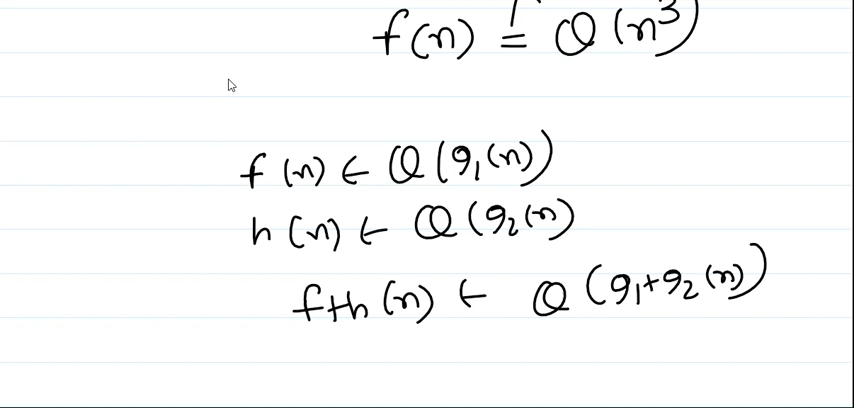 f(n) = O(n³)
f(n) ← O(g₁(n))
h(n) ← O(g₂(n)
f+h(n) ← O(g₁+g₂(n))